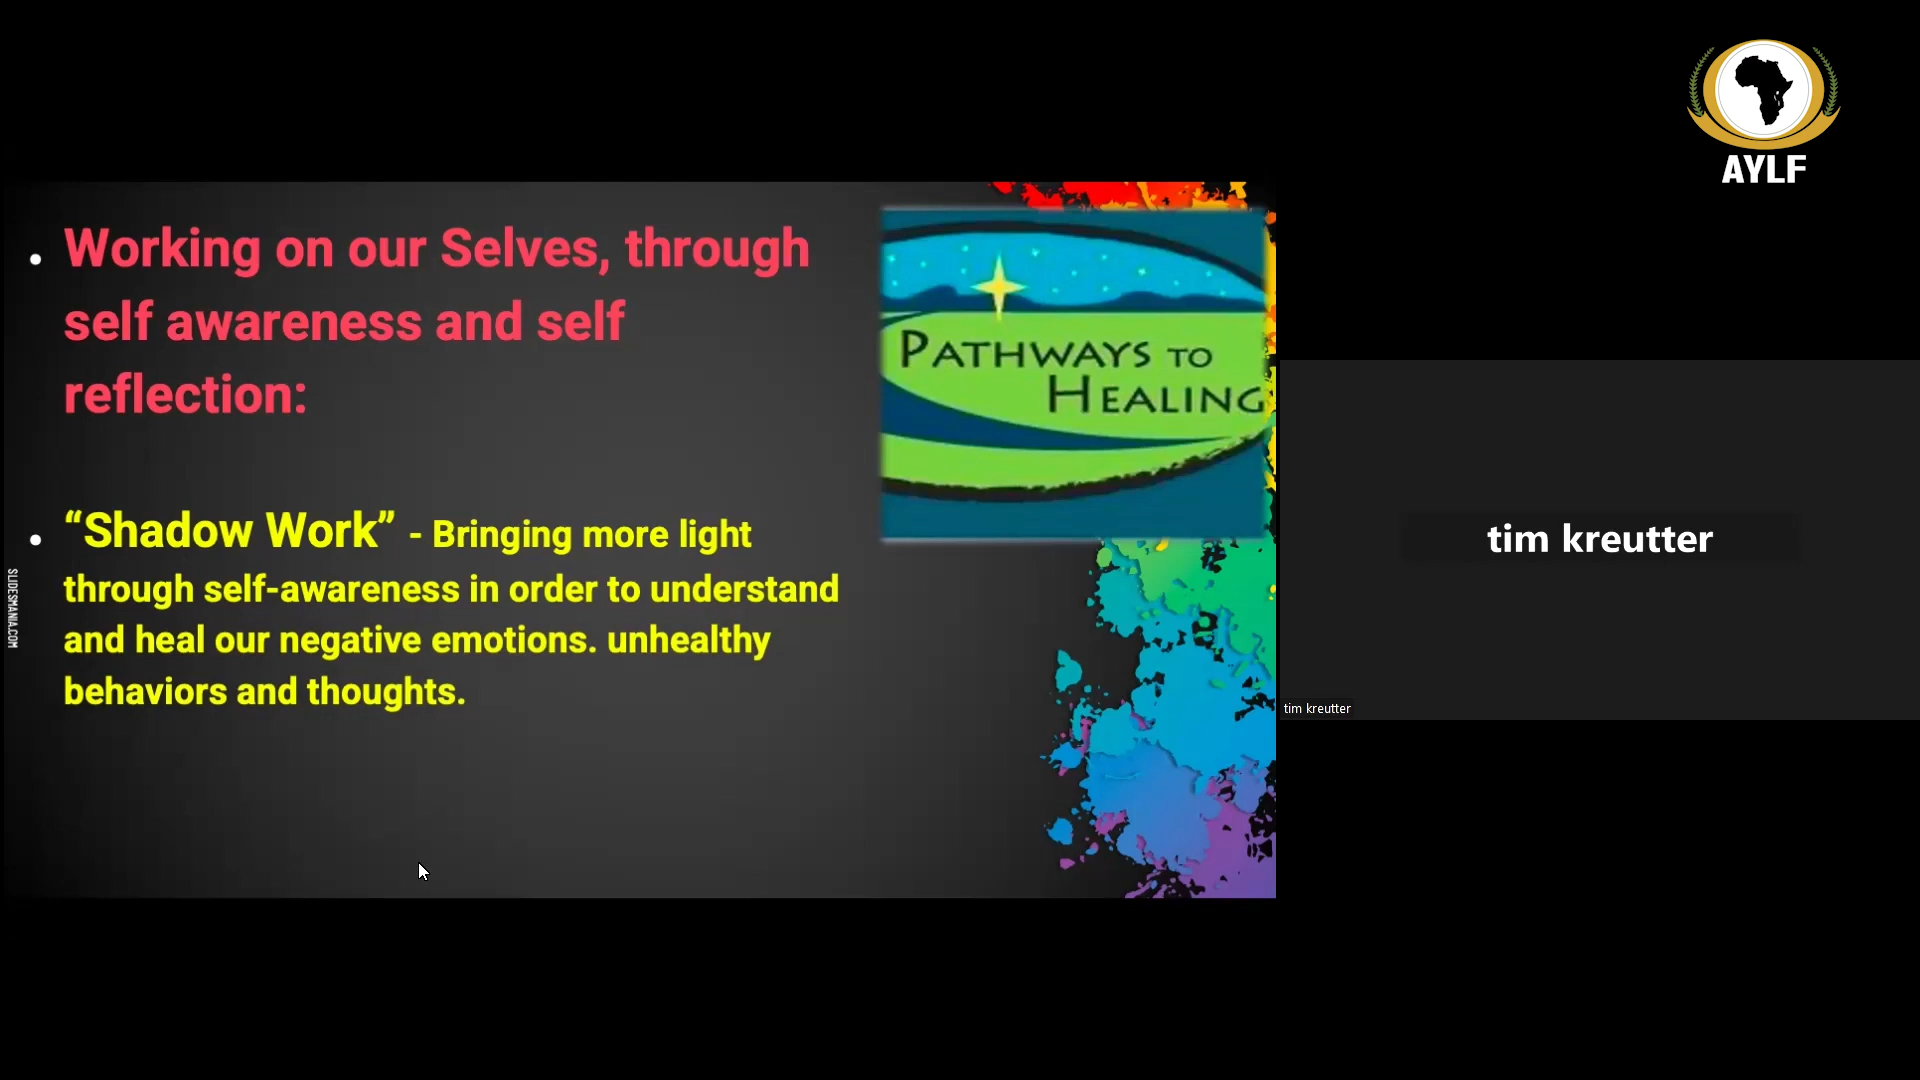 AYLF
• Working on our Selves, through
self awareness and self
reflection:
PATHWAYS TO
HEALING
• “Shadow Work” - Bringing more light
through self-awareness in order to understand
and heal our negative emotions. unhealthy
behaviors and thoughts.
SLIDESMANIA.COM
tim kreutter
tim kreutter